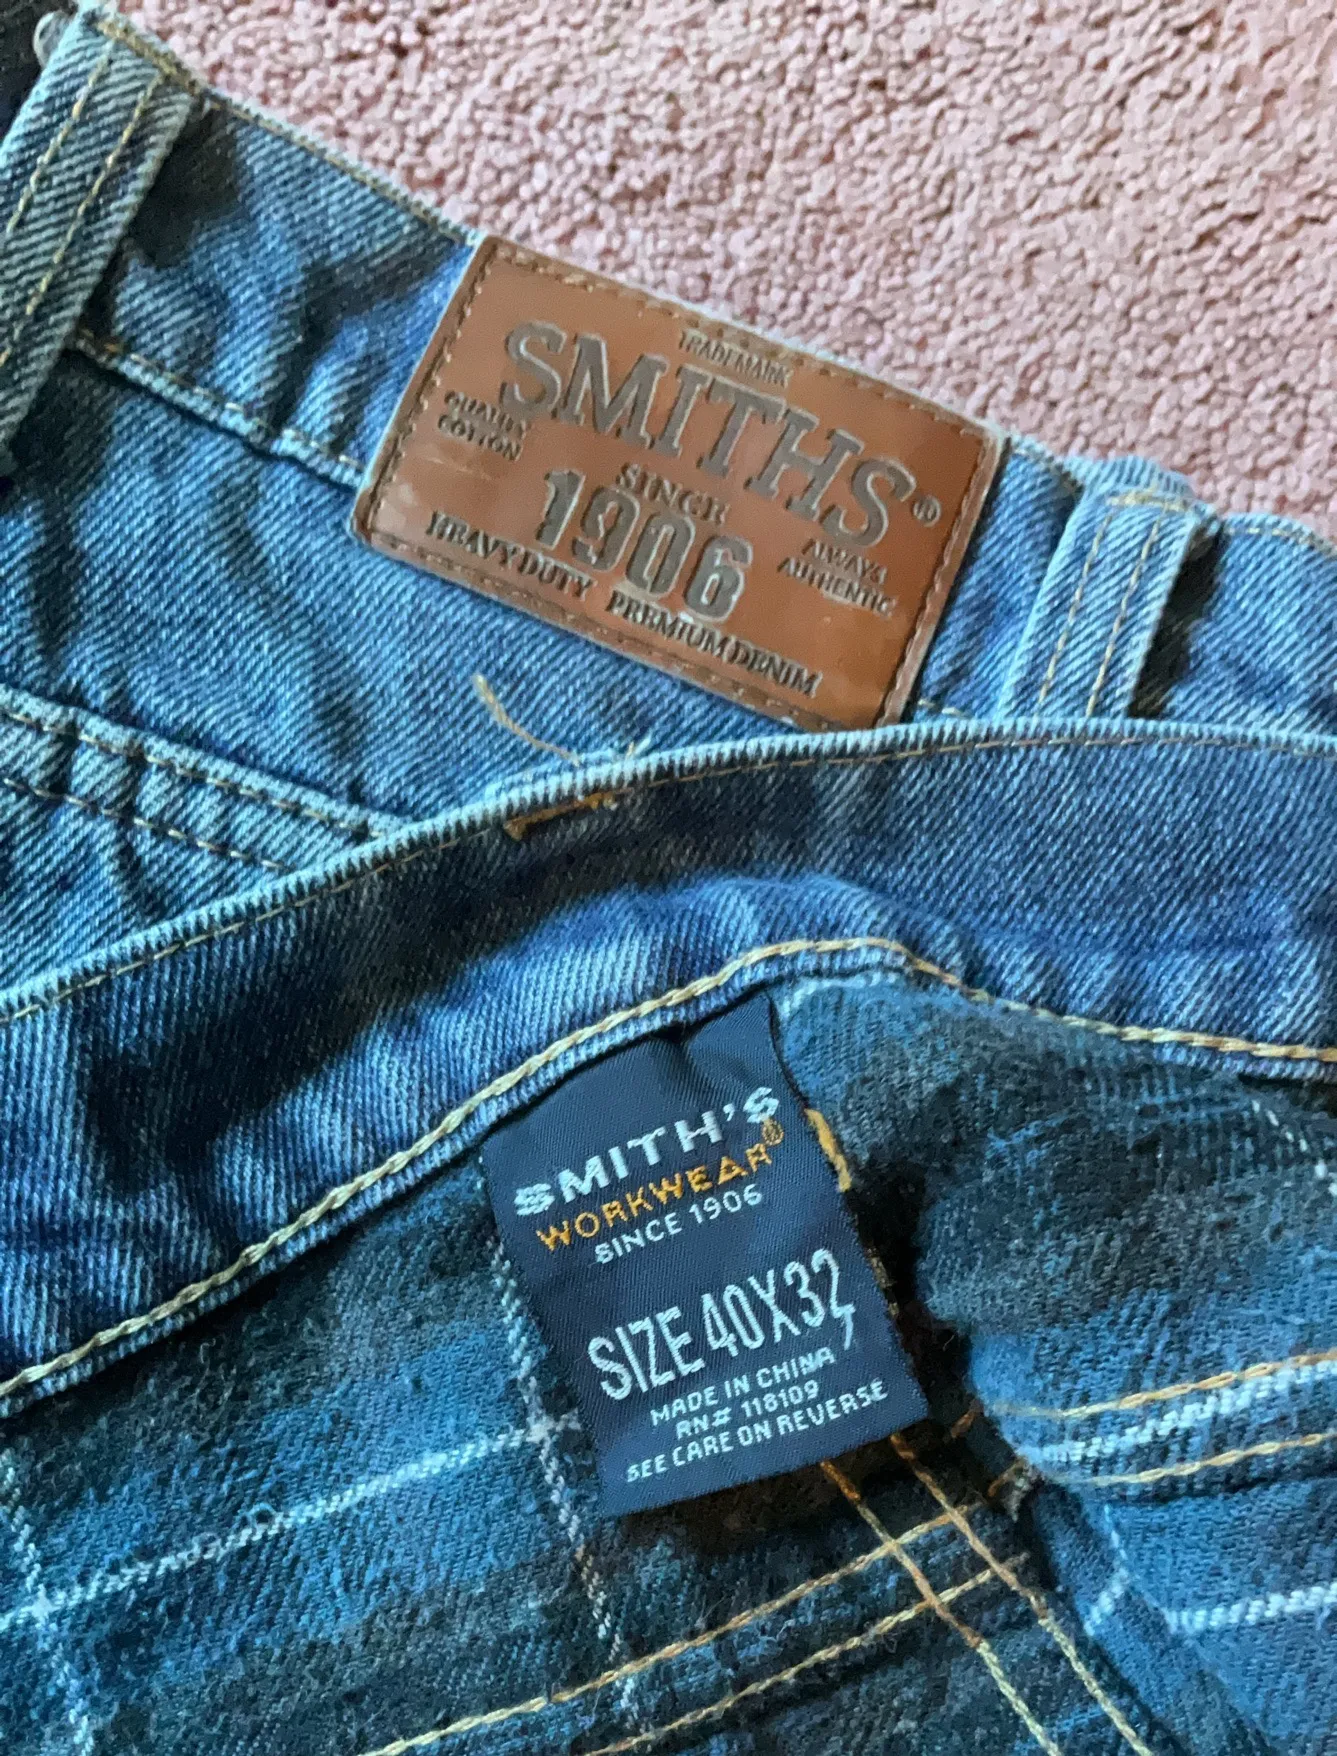 TRADEMARK
SMITHS®
QUALITY
COTTON
SINCE
1906
ALWAYS
AUTHENTIC
HEAVY DUTY PREMIUM DENIM
SMITH'S
WORKWEAR®
SINCE 1906
SIZE 40X32
MADE IN CHINA
RN# 118109
SEE CARE ON REVERSE